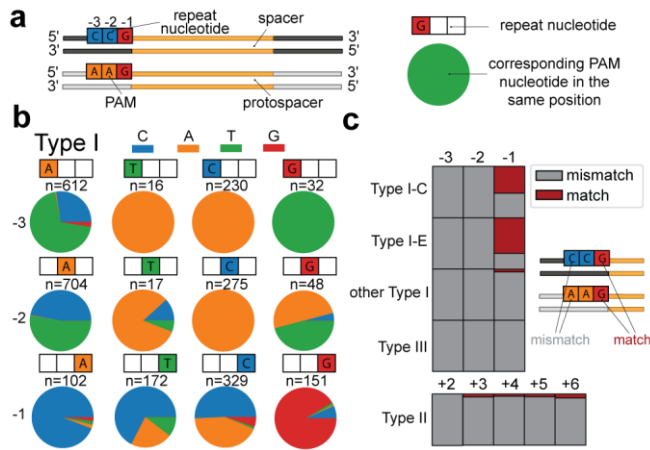 a
-3 -2 -1
repeat
nucleotide
spacer
5' C C G 3'
3' 5'
5' A A G 3'
3' 5'
PAM
protospacer
G
repeat nucleotide
corresponding PAM
nucleotide in the
same position
b
Type I
C A T G
A T C G
n=612 n=16 n=230 n=32
-3
A T C G
n=704 n=17 n=275 n=48
-2
A T C G
n=102 n=172 n=329 n=151
-1
c
-3 -2 -1
Type I-C
Type I-E
other Type I
Type III
mismatch
match
C C G
A A G
mismatch
match
+2 +3 +4 +5 +6
Type II